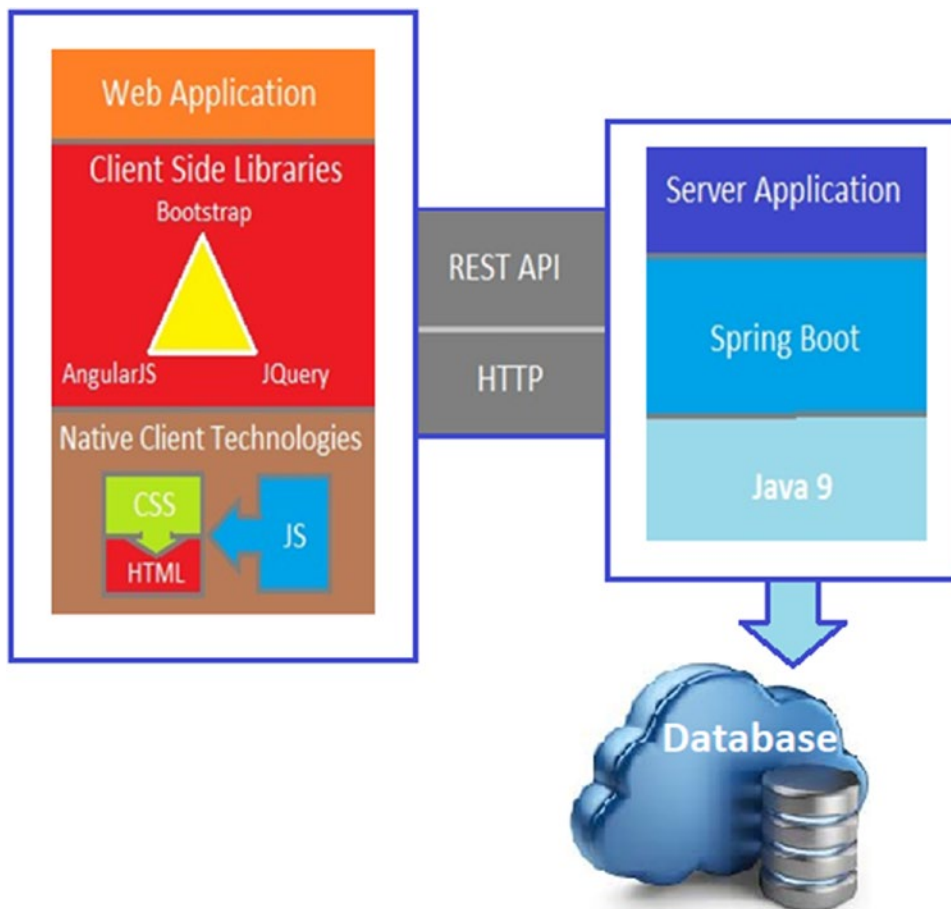 Web Application
Client Side Libraries
Bootstrap
AngularJS
JQuery
Native Client Technologies
CSS
HTML
JS
REST API
HTTP
Server Application
Spring Boot
Java 9
Database